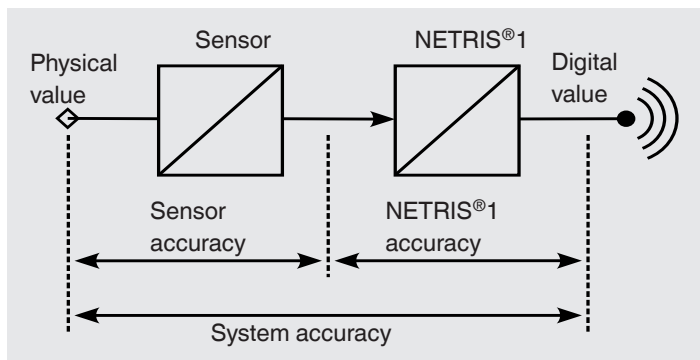 Sensor
NETRIS®1
Physical
value
Digital
value
Sensor
accuracy
NETRIS®1
accuracy
System accuracy